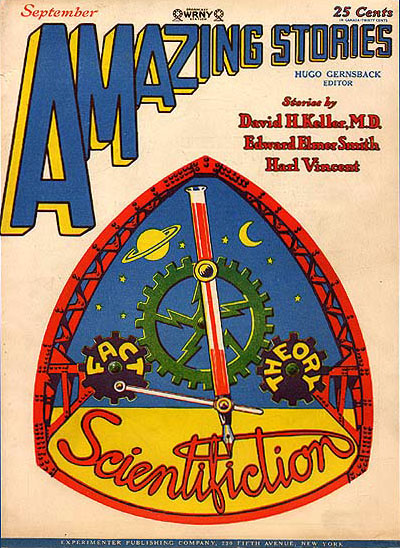 September
WRNY
25 Cents
IN CANADA THIRTY CENTS
AMAZING STORIES
HUGO GERNSBACK
EDITOR
Stories by
David H. Keller, M.D.
Edward Elmer Smith
Harl Vincent
FACT
THEORY
Scientifiction
EXPERIMENTER PUBLISHING COMPANY, 230 FIFTH AVENUE, NEW YORK